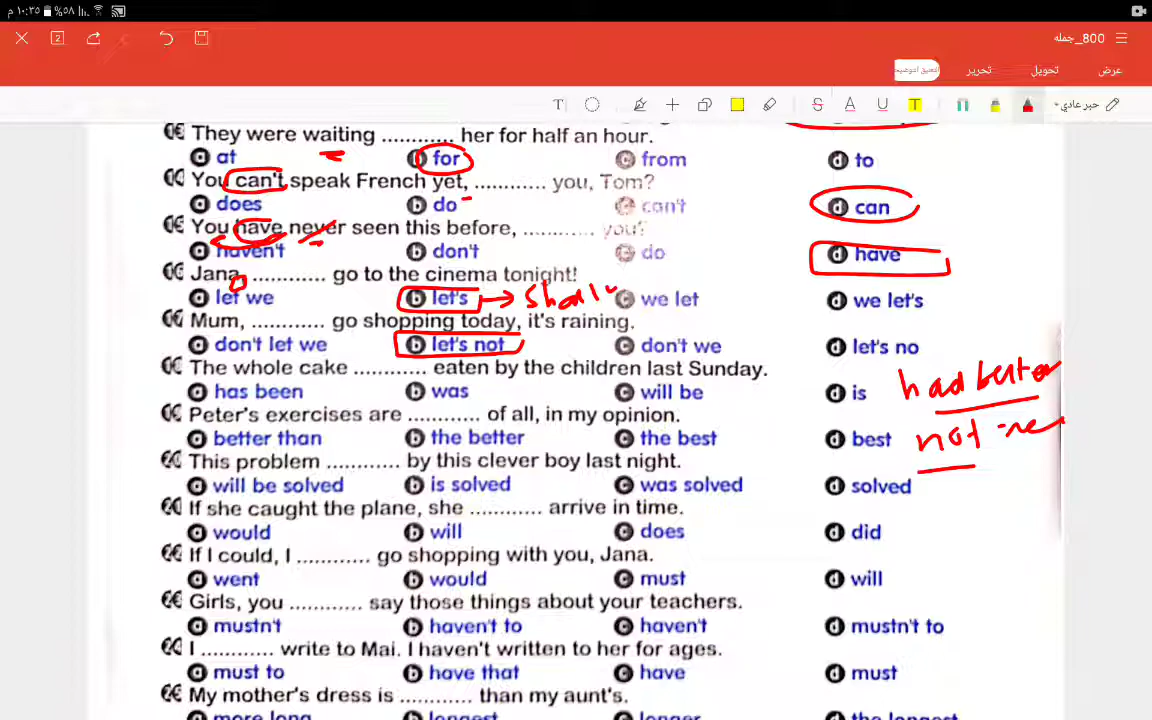 م ١٠:٣٥ %٥٨
800_جمله
عرض تحويل تحرير
حبر عادي
They were waiting ............ her for half an hour.
a at b for c from d to
You can't speak French yet, ............ you, Tom?
a does b do c can't d can
You have never seen this before, ............ you?
a haven't b don't c do d have
Jana, ............ go to the cinema tonight!
a let we b let's c we let d we let's
Mum, ............ go shopping today, it's raining.
a don't let we b let's not c don't we d let's no
The whole cake ............ eaten by the children last Sunday.
a has been b was c will be d is
had better
Peter's exercises are ............ of all, in my opinion.
a better than b the better c the best d best
not
This problem ............ by this clever boy last night.
a will be solved b is solved c was solved d solved
If she caught the plane, she ............ arrive in time.
a would b will c does d did
If I could, I ............ go shopping with you, Jana.
a went b would c must d will
Girls, you ............ say those things about your teachers.
a mustn't b haven't to c haven't d mustn't to
I ............ write to Mai. I haven't written to her for ages.
a must to b have that c have d must
My mother's dress is ............ than my aunt's.
a more long b longest c longer d the longest